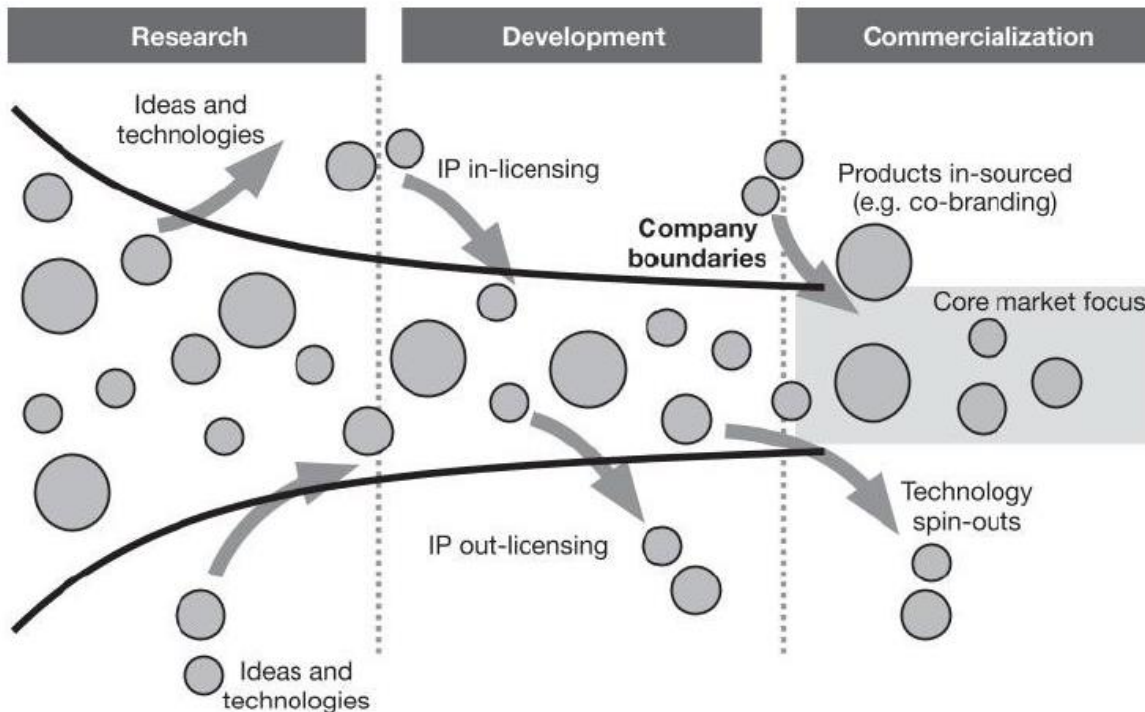 Research
Development
Commercialization
Ideas and
technologies
IP in-licensing
Products in-sourced
(e.g. co-branding)
Company
boundaries
Core market focus
IP out-licensing
Technology
spin-outs
Ideas and
technologies